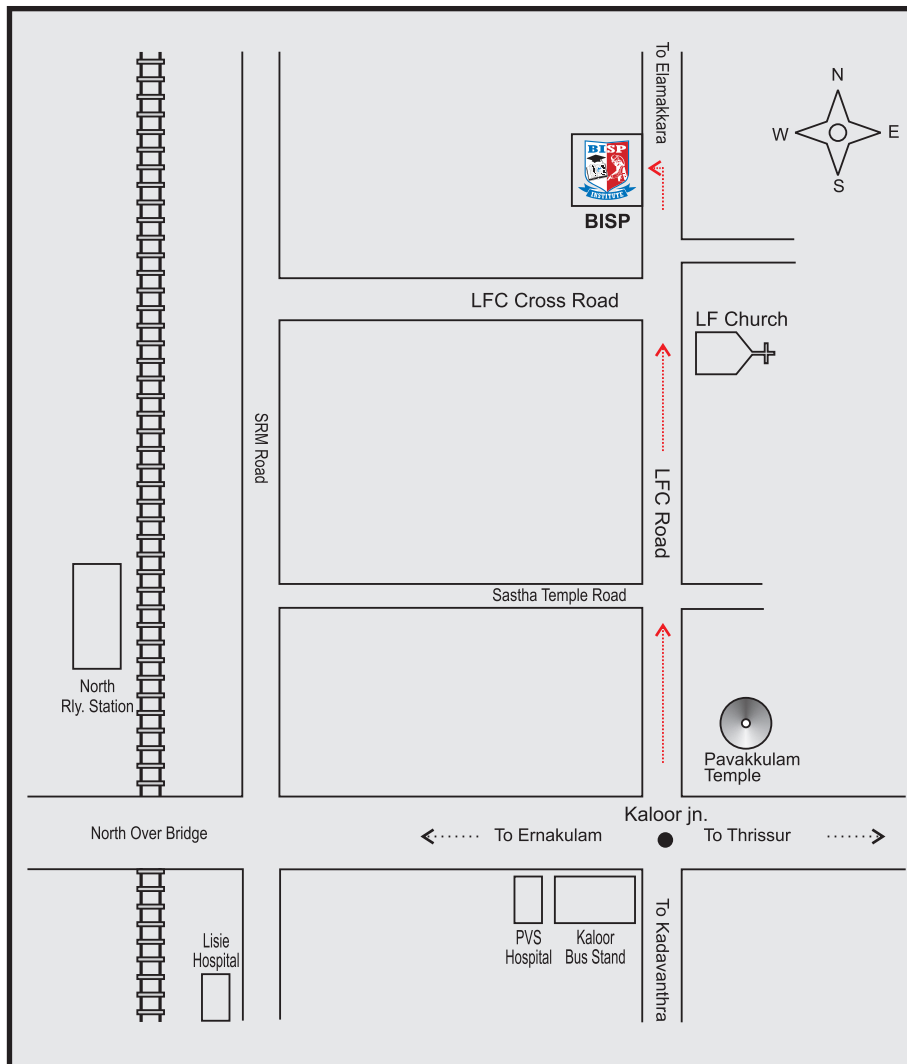 To Elamakkara
N
W
E
S
BISP
INSTITUTE
BISP
LFC Cross Road
LF Church
SRM Road
LFC Road
Sastha Temple Road
North
Rly. Station
Pavakkulam
Temple
Kaloor jn.
North Over Bridge
To Ernakulam
To Thrissur
Lisie
Hospital
PVS
Hospital
Kaloor
Bus Stand
To Kadavanthra